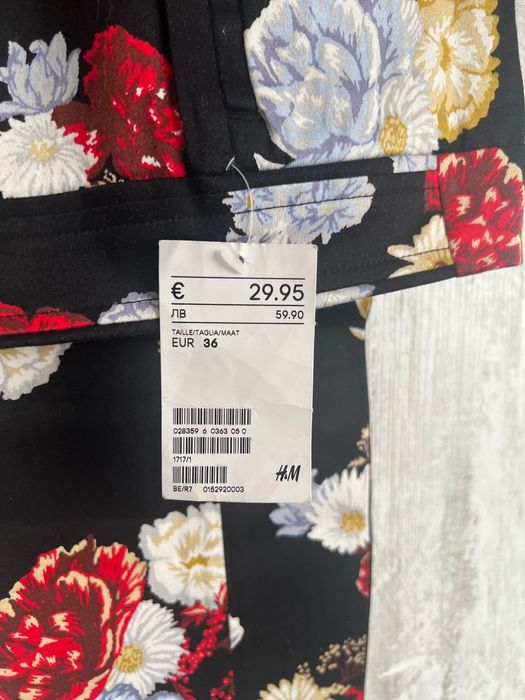 € 29.95
ЛВ 59.90
TAILLE/TAGLIA/MAAT
EUR 36
028359 6 0363 05 0
1717/1
H&M
BE/R7 0152920003